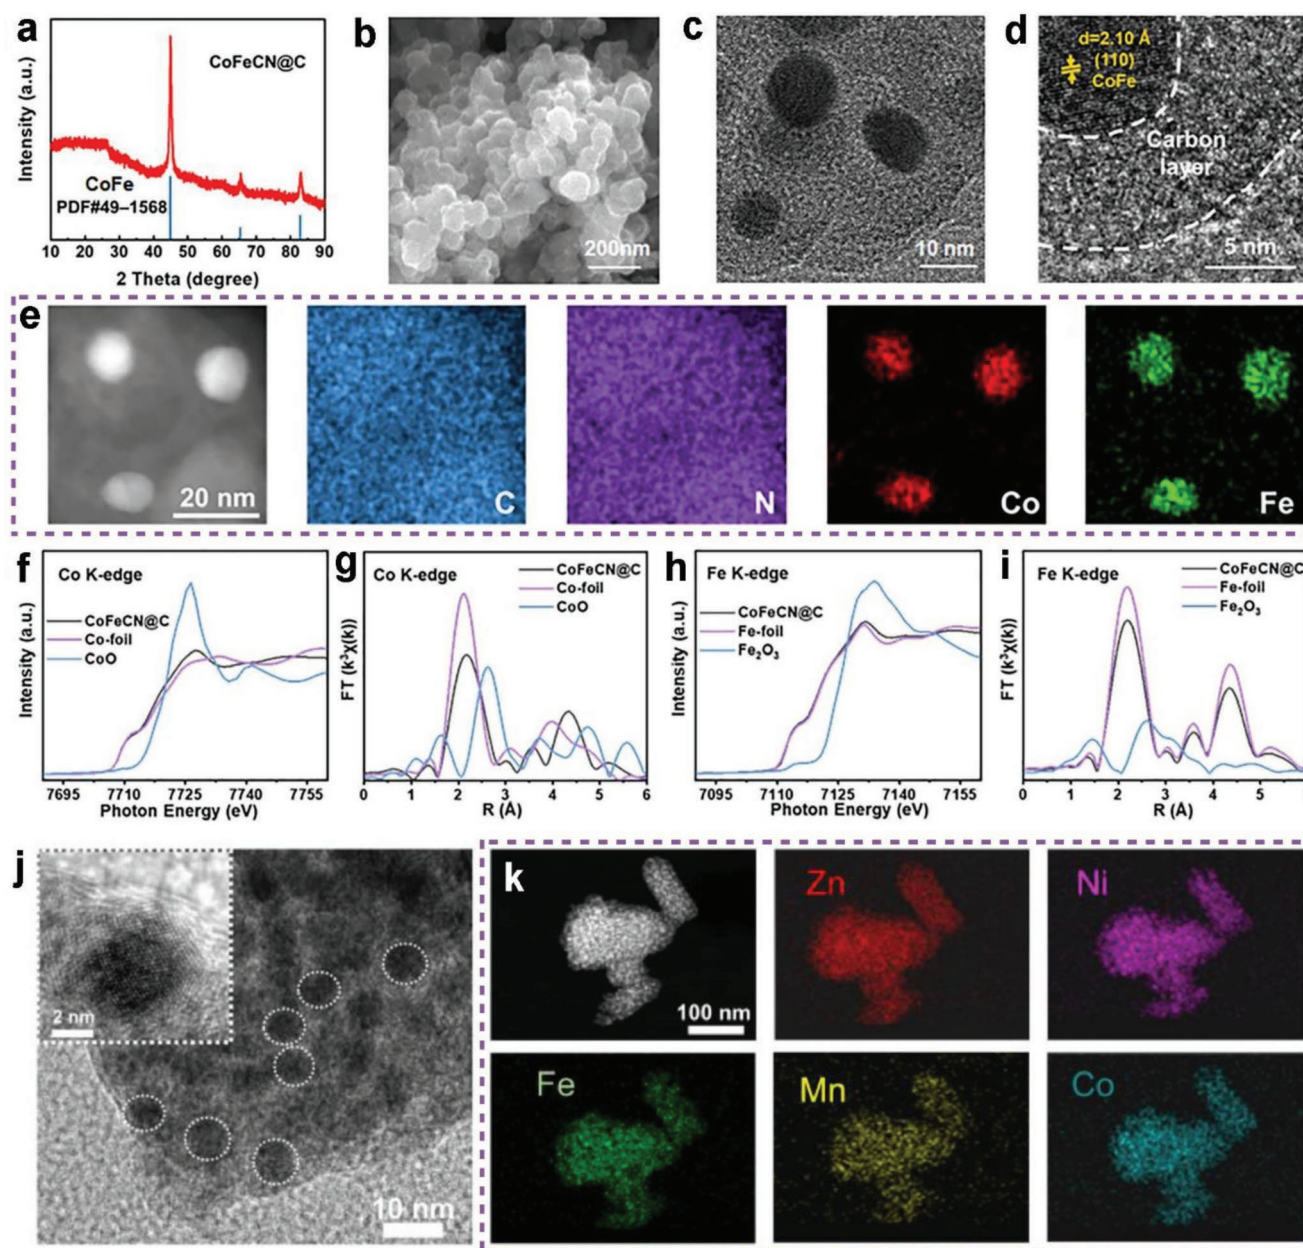 a
Intensity (a.u.)
CoFeCN@C
CoFe
PDF#49–1568
10 20 30 40 50 60 70 80 90
2 Theta (degree)
b
200nm
c
10 nm
d
d=2.10 Å
(110)
CoFe
Carbon
layer
5 nm
e
20 nm
C
N
Co
Fe
f
Co K-edge
CoFeCN@C
Co-foil
CoO
Intensity (a.u.)
7695 7710 7725 7740 7755
Photon Energy (eV)
g
Co K-edge
CoFeCN@C
Co-foil
CoO
FT (k³χ(k))
0 1 2 3 4 5 6
R (Å)
h
Fe K-edge
CoFeCN@C
Fe-foil
Fe₂O₃
Intensity (a.u.)
7095 7110 7125 7140 7155
Photon Energy (eV)
i
Fe K-edge
CoFeCN@C
Fe-foil
Fe₂O₃
FT (k³χ(k))
0 1 2 3 4 5
R (Å)
j
2 nm
10 nm
k
100 nm
Zn
Ni
Fe
Mn
Co